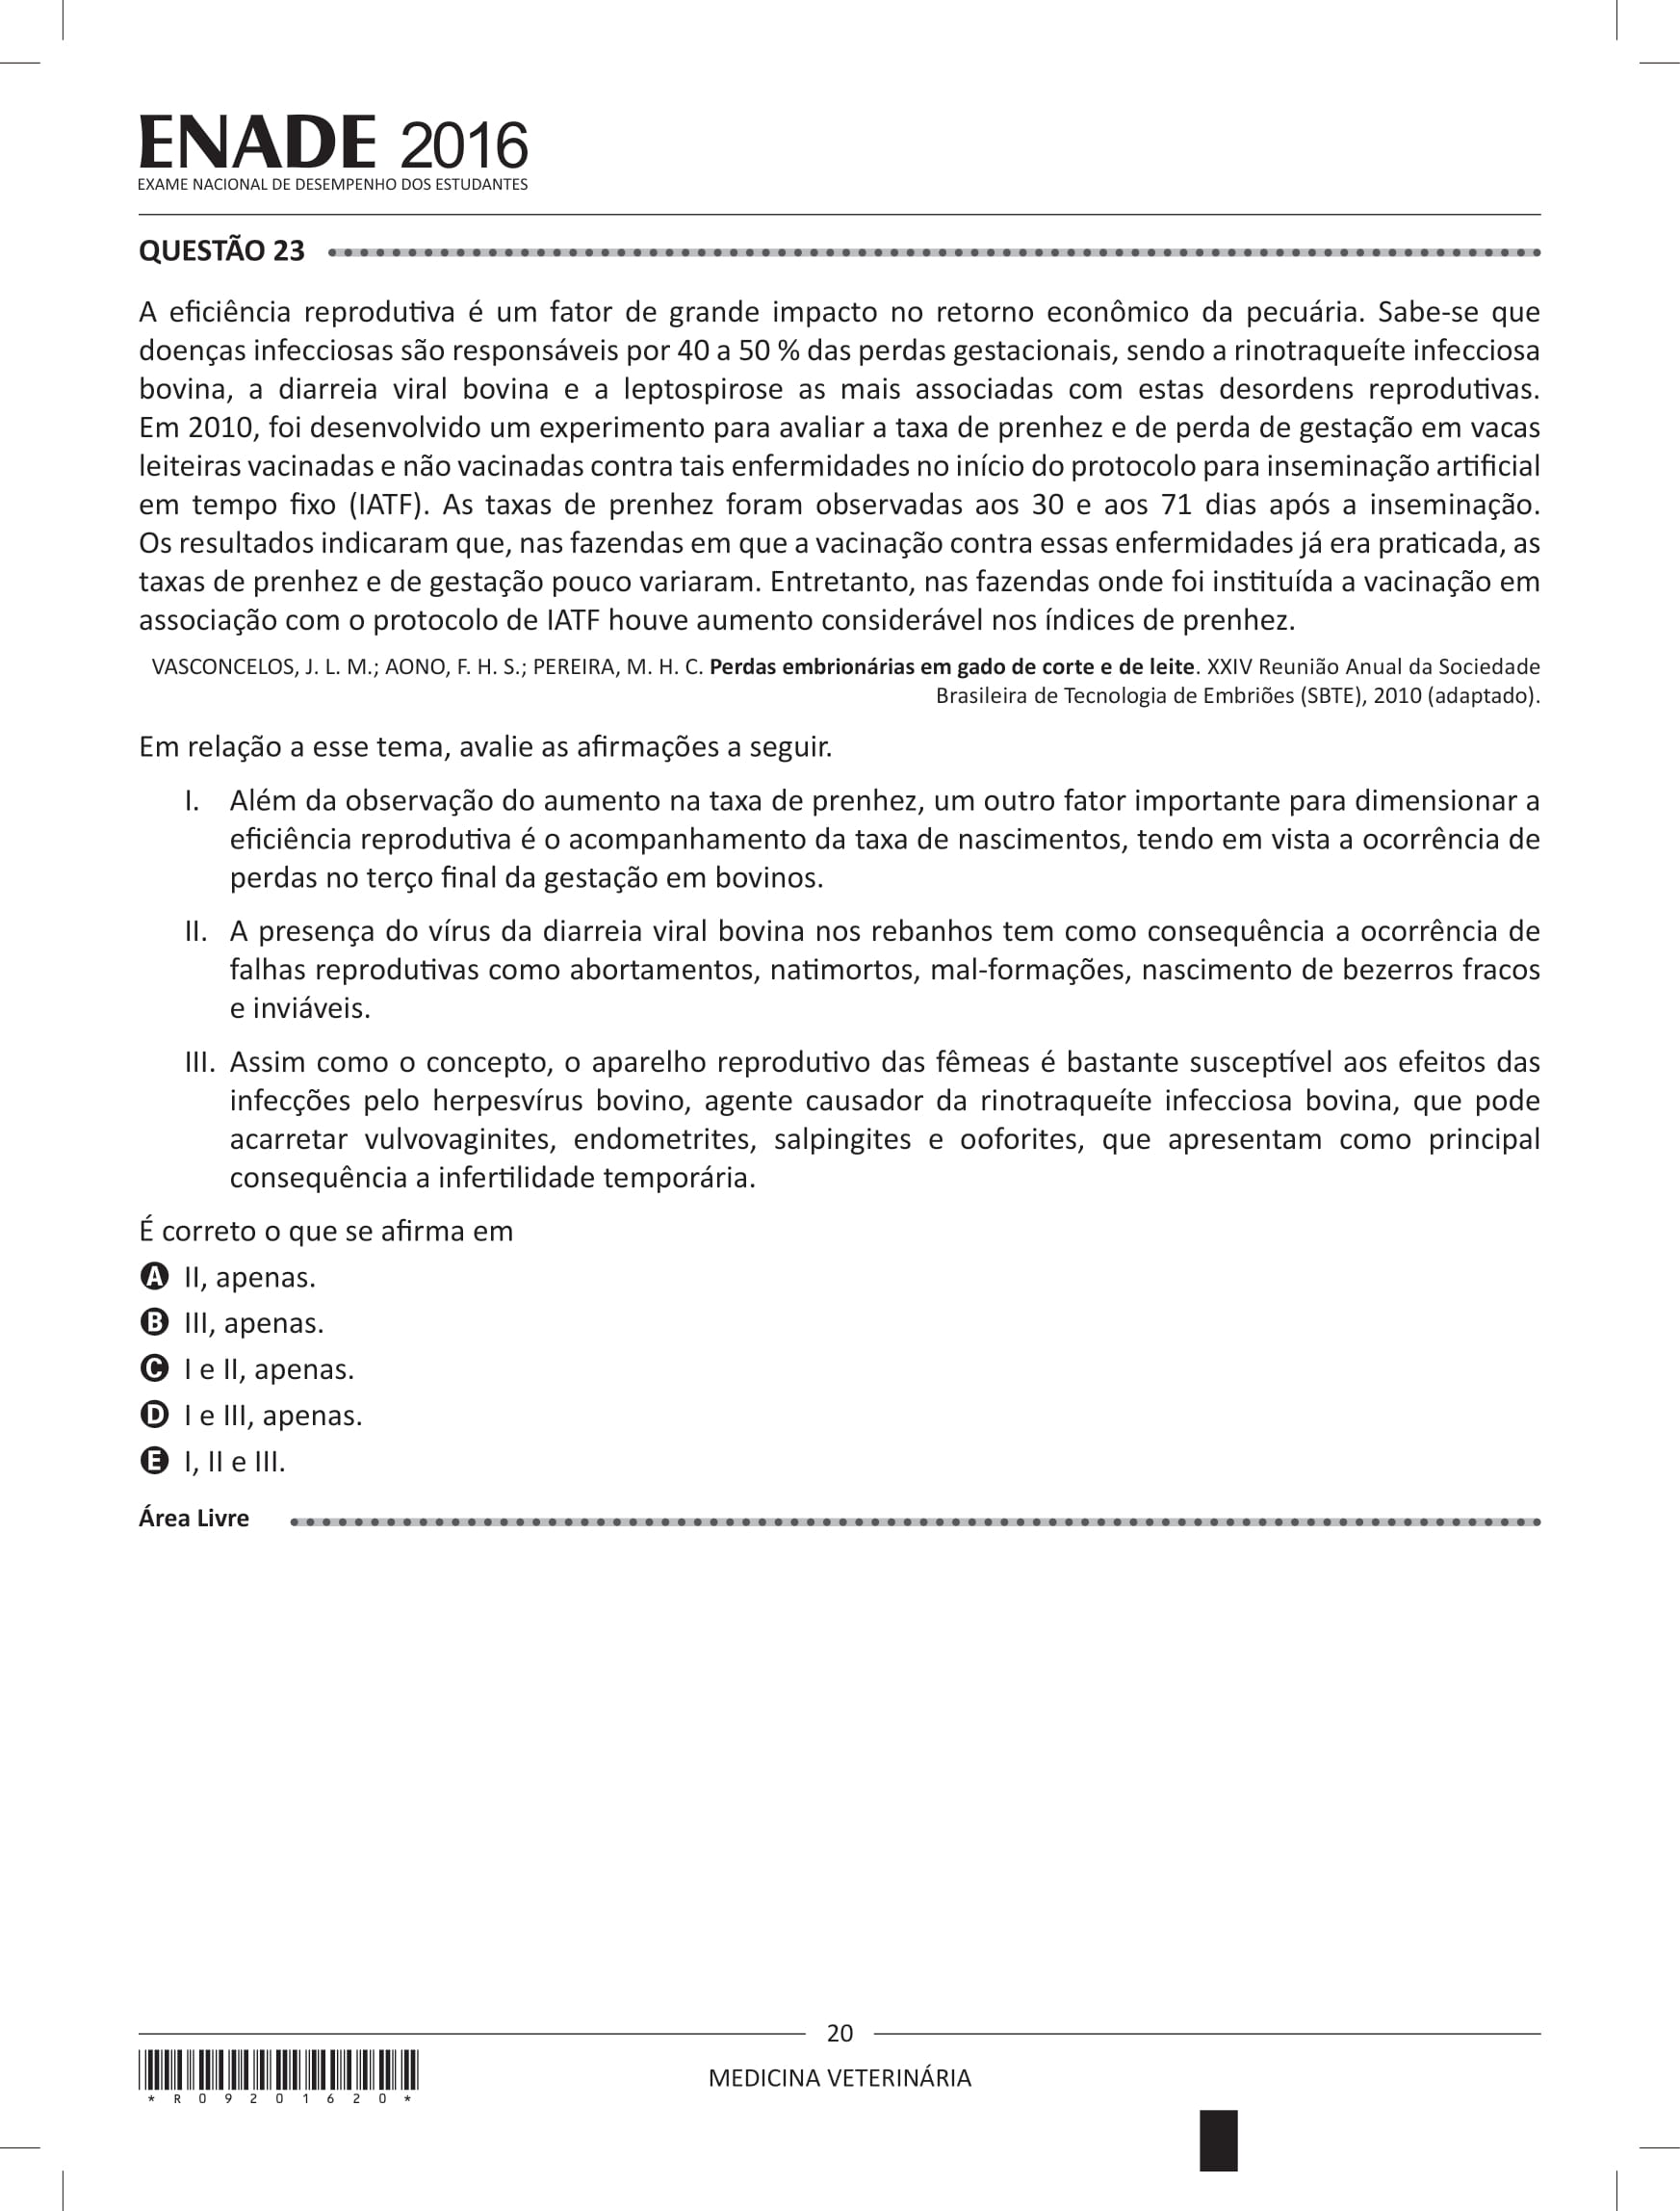 ENADE 2016
EXAME NACIONAL DE DESEMPENHO DOS ESTUDANTES
QUESTÃO 23
A eficiência reprodutiva é um fator de grande impacto no retorno econômico da pecuária. Sabe-se que
doenças infecciosas são responsáveis por 40 a 50 % das perdas gestacionais, sendo a rinotraqueíte infecciosa
bovina, a diarreia viral bovina e a leptospirose as mais associadas com estas desordens reprodutivas.
Em 2010, foi desenvolvido um experimento para avaliar a taxa de prenhez e de perda de gestação em vacas
leiteiras vacinadas e não vacinadas contra tais enfermidades no início do protocolo para inseminação artificial
em tempo fixo (IATF). As taxas de prenhez foram observadas aos 30 e aos 71 dias após a inseminação.
Os resultados indicaram que, nas fazendas em que a vacinação contra essas enfermidades já era praticada, as
taxas de prenhez e de gestação pouco variaram. Entretanto, nas fazendas onde foi instituída a vacinação em
associação com o protocolo de IATF houve aumento considerável nos índices de prenhez.
VASCONCELOS, J. L. M.; AONO, F. H. S.; PEREIRA, M. H. C. Perdas embrionárias em gado de corte e de leite. XXIV Reunião Anual da Sociedade
Brasileira de Tecnologia de Embriões (SBTE), 2010 (adaptado).
Em relação a esse tema, avalie as afirmações a seguir.
I. Além da observação do aumento na taxa de prenhez, um outro fator importante para dimensionar a
eficiência reprodutiva é o acompanhamento da taxa de nascimentos, tendo em vista a ocorrência de
perdas no terço final da gestação em bovinos.
II. A presença do vírus da diarreia viral bovina nos rebanhos tem como consequência a ocorrência de
falhas reprodutivas como abortamentos, natimortos, mal-formações, nascimento de bezerros fracos
e inviáveis.
III. Assim como o concepto, o aparelho reprodutivo das fêmeas é bastante susceptível aos efeitos das
infecções pelo herpesvírus bovino, agente causador da rinotraqueíte infecciosa bovina, que pode
acarretar vulvovaginites, endometrites, salpingites e ooforites, que apresentam como principal
consequência a infertilidade temporária.
É correto o que se afirma em
A II, apenas.
B III, apenas.
C I e II, apenas.
D I e III, apenas.
E I, II e III.
Área Livre
20
MEDICINA VETERINÁRIA
* R 0 9 2 0 1 6 2 0 *